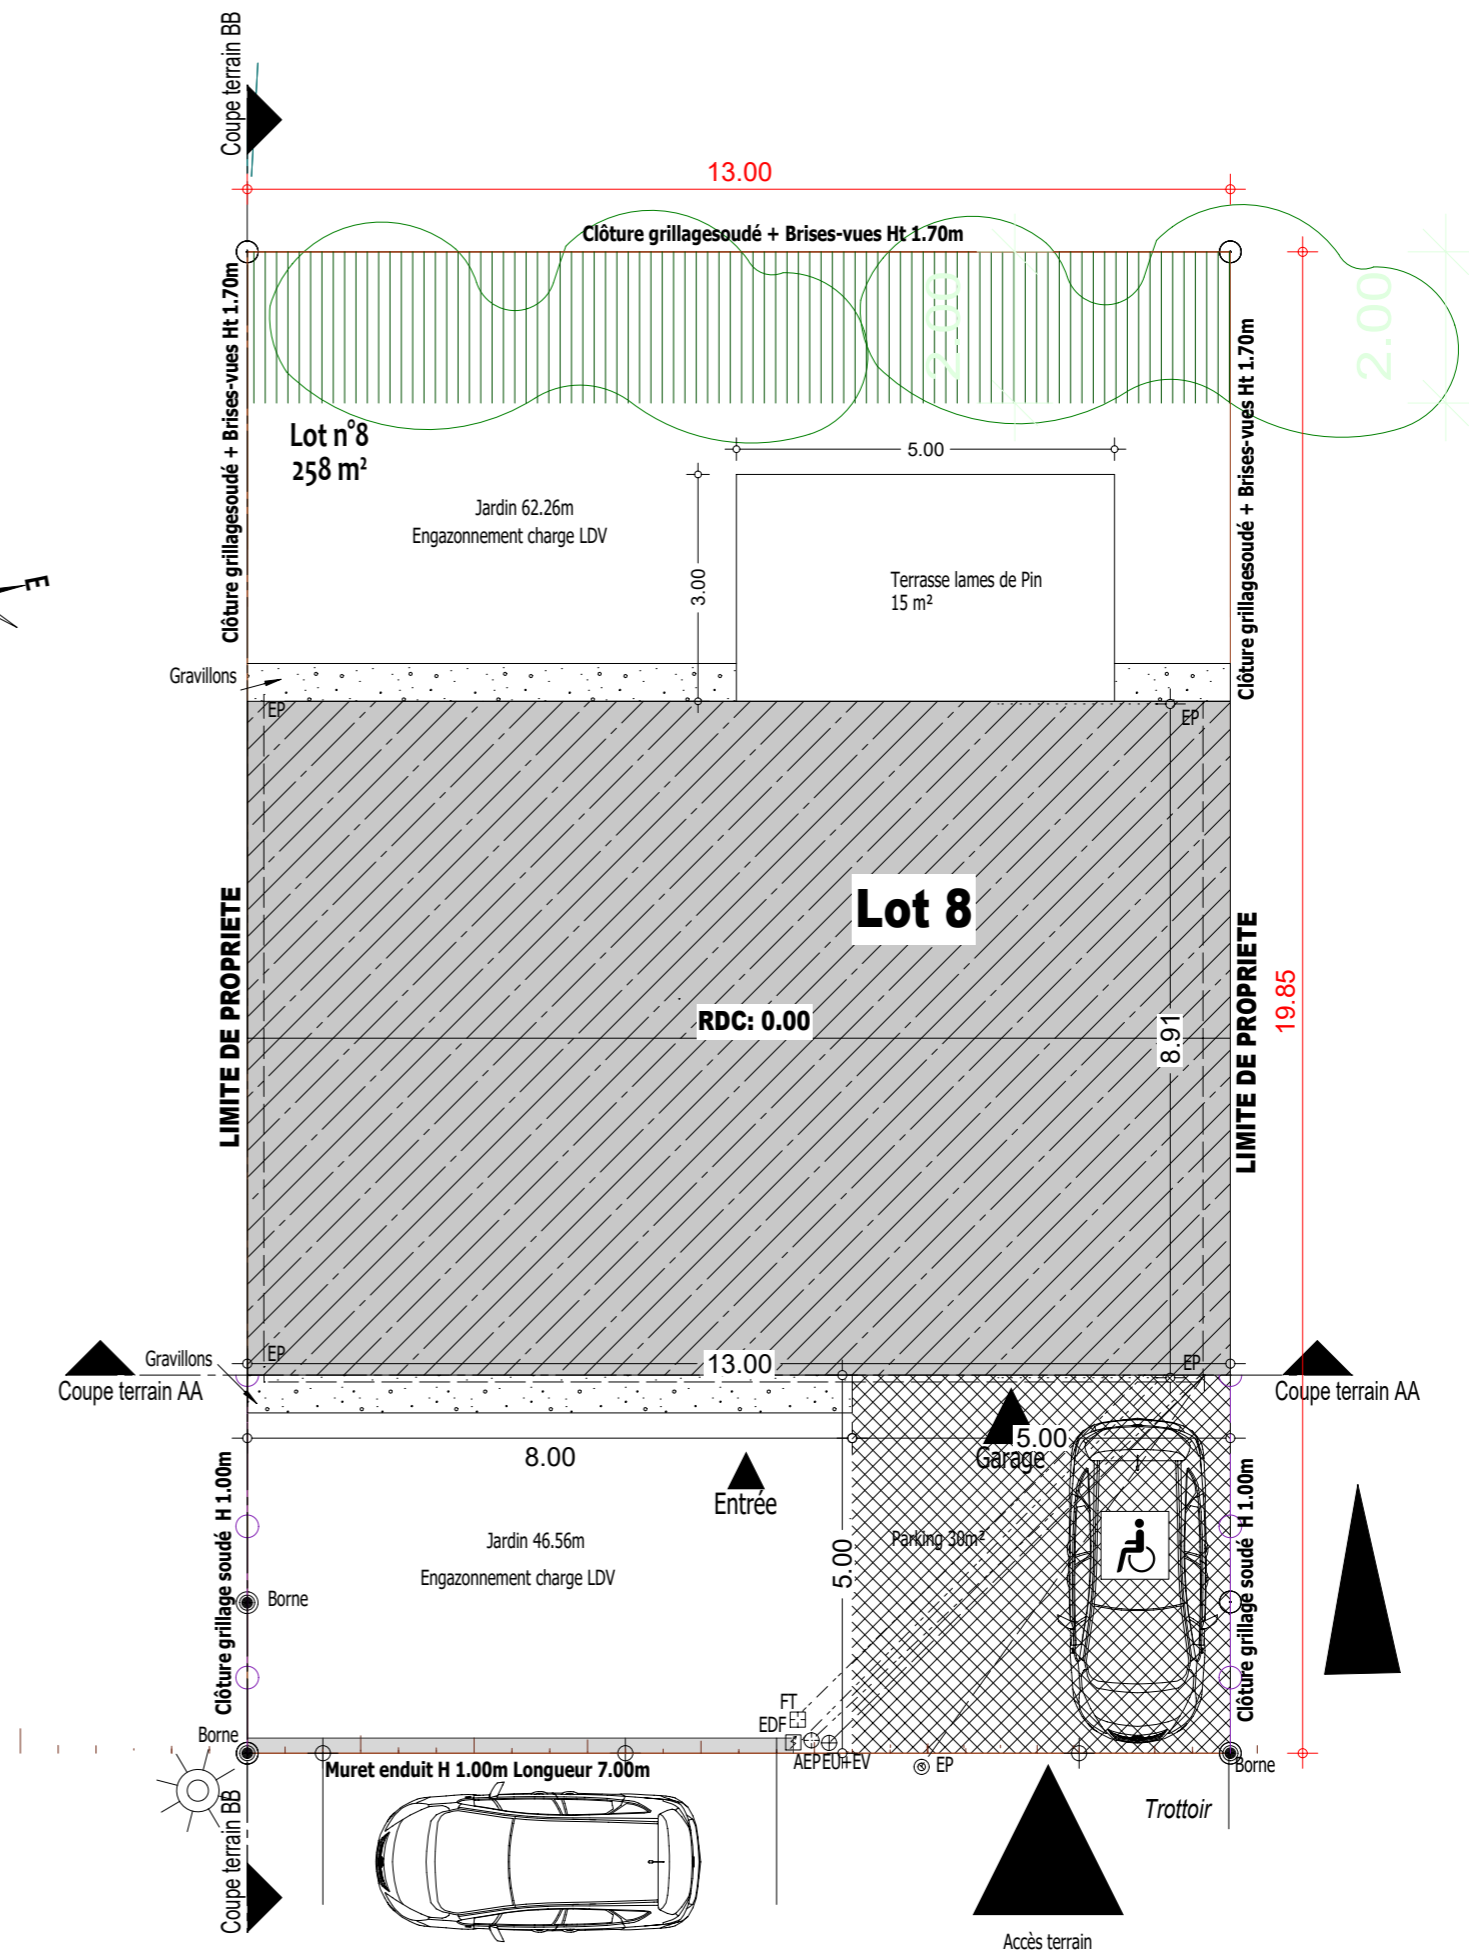 Coupe terrain BB
13.00
Clôture grillagesoudé + Brises-vues Ht 1.70m
Clôture grillagesoudé + Brises-vues Ht 1.70m
Clôture grillagesoudé + Brises-vues Ht 1.70m
2.00
2.00
Lot n°8
258 m²
5.00
Jardin 62.26m
Engazonnement charge LDV
3.00
Terrasse lames de Pin
15 m²
E
Gravillons
EP
EP
Lot 8
LIMITE DE PROPRIETE
LIMITE DE PROPRIETE
19.85
RDC: 0.00
8.91
EP
EP
13.00
Gravillons
Coupe terrain AA
Coupe terrain AA
8.00
5.00
Garage
Entrée
Clôture grillage soudé H 1.00m
Clôture grillage soudé H 1.00m
Jardin 46.56m
Engazonnement charge LDV
5.00
Parking 30m²
Borne
FT
EDF
Borne
AEP
EU+EV
EP
Borne
Muret enduit H 1.00m Longueur 7.00m
Trottoir
Coupe terrain BB
Accès terrain